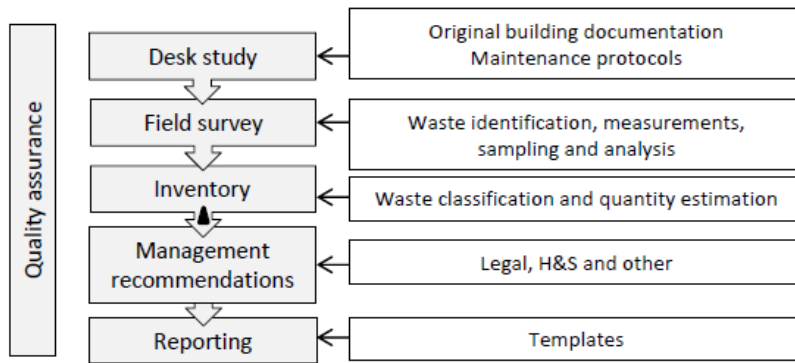 Quality assurance
Desk study
Original building documentation
Maintenance protocols
Field survey
Waste identification, measurements,
sampling and analysis
Inventory
Waste classification and quantity estimation
Management
recommendations
Legal, H&S and other
Reporting
Templates